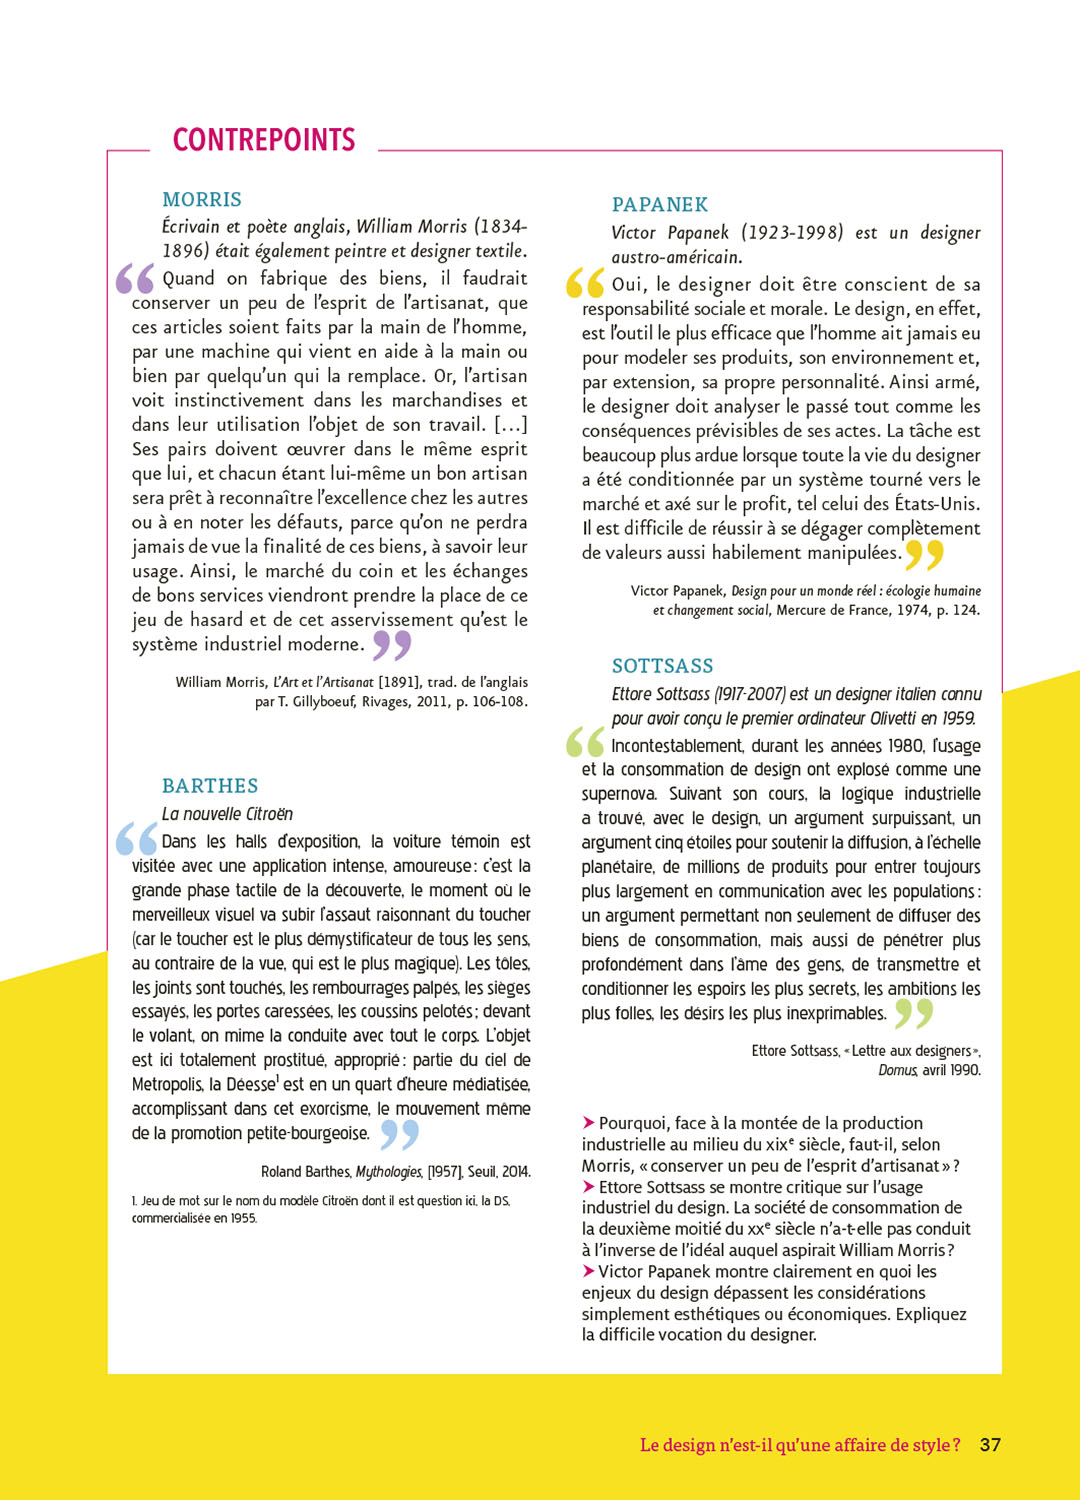 CONTREPOINTS
MORRIS
Écrivain et poète anglais, William Morris (1834-
1896) était également peintre et designer textile.
“ Quand on fabrique des biens, il faudrait
conserver un peu de l’esprit de l’artisanat, que
ces articles soient faits par la main de l’homme,
par une machine qui vient en aide à la main ou
bien par quelqu’un qui la remplace. Or, l’artisan
voit instinctivement dans les marchandises et
dans leur utilisation l’objet de son travail. […]
Ses pairs doivent œuvrer dans le même esprit
que lui, et chacun étant lui-même un bon artisan
sera prêt à reconnaître l’excellence chez les autres
ou à en noter les défauts, parce qu’on ne perdra
jamais de vue la finalité de ces biens, à savoir leur
usage. Ainsi, le marché du coin et les échanges
de bons services viendront prendre la place de ce
jeu de hasard et de cet asservissement qu’est le
système industriel moderne. ”
William Morris, L’Art et l’Artisanat [1891], trad. de l’anglais
par T. Gillyboeuf, Rivages, 2011, p. 106-108.
BARTHES
La nouvelle Citroën
“ Dans les halls d’exposition, la voiture témoin est
visitée avec une application intense, amoureuse : c’est la
grande phase tactile de la découverte, le moment où le
merveilleux visuel va subir l’assaut raisonnant du toucher
(car le toucher est le plus démystificateur de tous les sens,
au contraire de la vue, qui est le plus magique). Les tôles,
les joints sont touchés, les rembourrages palpés, les sièges
essayés, les portes caressées, les coussins pelotés ; devant
le volant, on mime la conduite avec tout le corps. L’objet
est ici totalement prostitué, approprié : partie du ciel de
Metropolis, la Déesse¹ est en un quart d’heure médiatisée,
accomplissant dans cet exorcisme, le mouvement même
de la promotion petite-bourgeoise. ”
Roland Barthes, Mythologies, [1957], Seuil, 2014.
1. Jeu de mot sur le nom du modèle Citroën dont il est question ici, la DS,
commercialisée en 1955.
PAPANEK
Victor Papanek (1923-1998) est un designer
austro-américain.
“ Oui, le designer doit être conscient de sa
responsabilité sociale et morale. Le design, en effet,
est l’outil le plus efficace que l’homme ait jamais eu
pour modeler ses produits, son environnement et,
par extension, sa propre personnalité. Ainsi armé,
le designer doit analyser le passé tout comme les
conséquences prévisibles de ses actes. La tâche est
beaucoup plus ardue lorsque toute la vie du designer
a été conditionnée par un système tourné vers le
marché et axé sur le profit, tel celui des États-Unis.
Il est difficile de réussir à se dégager complètement
de valeurs aussi habilement manipulées. ”
Victor Papanek, Design pour un monde réel : écologie humaine
et changement social, Mercure de France, 1974, p. 124.
SOTTSASS
Ettore Sottsass (1917-2007) est un designer italien connu
pour avoir conçu le premier ordinateur Olivetti en 1959.
“ Incontestablement, durant les années 1980, l’usage
et la consommation de design ont explosé comme une
supernova. Suivant son cours, la logique industrielle
a trouvé, avec le design, un argument surpuissant, un
argument cinq étoiles pour soutenir la diffusion, à l’échelle
planétaire, de millions de produits pour entrer toujours
plus largement en communication avec les populations :
un argument permettant non seulement de diffuser des
biens de consommation, mais aussi de pénétrer plus
profondément dans l’âme des gens, de transmettre et
conditionner les espoirs les plus secrets, les ambitions les
plus folles, les désirs les plus inexprimables. ”
Ettore Sottsass, « Lettre aux designers »,
Domus, avril 1990.
➤ Pourquoi, face à la montée de la production
industrielle au milieu du xixᵉ siècle, faut-il, selon
Morris, « conserver un peu de l’esprit d’artisanat » ?
➤ Ettore Sottsass se montre critique sur l’usage
industriel du design. La société de consommation de
la deuxième moitié du xxᵉ siècle n’a-t-elle pas conduit
à l’inverse de l’idéal auquel aspirait William Morris ?
➤ Victor Papanek montre clairement en quoi les
enjeux du design dépassent les considérations
simplement esthétiques ou économiques. Expliquez
la difficile vocation du designer.
Le design n’est-il qu’une affaire de style ? 37